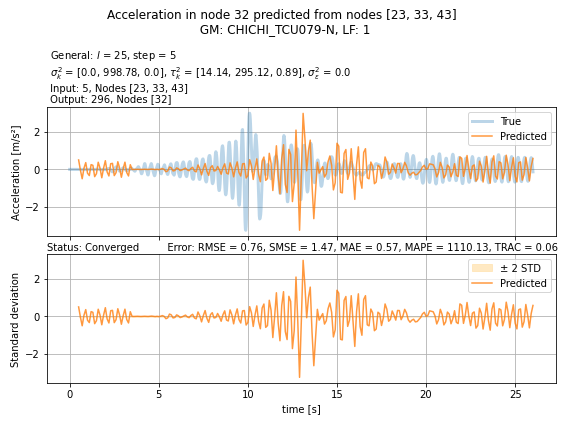 Acceleration in node 32 predicted from nodes [23, 33, 43]
GM: CHICHI_TCU079-N, LF: 1
General: l = 25, step = 5
σ²ₖ = [0.0, 998.78, 0.0], τ²ₖ = [14.14, 295.12, 0.89], σ²ε = 0.0
Input: 5, Nodes [23, 33, 43]
Output: 296, Nodes [32]
Acceleration [m/s²]
2
0
−2
True
Predicted
Status: Converged Error: RMSE = 0.76, SMSE = 1.47, MAE = 0.57, MAPE = 1110.13, TRAC = 0.06
Standard deviation
2
0
−2
± 2 STD
Predicted
0 5 10 15 20 25
time [s]